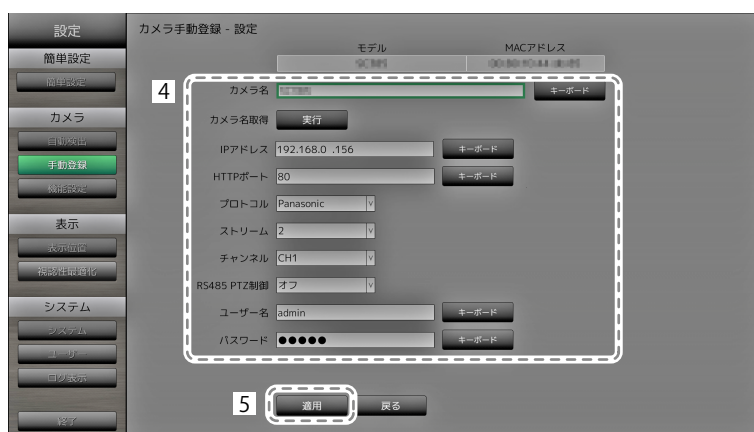 設定
簡単設定
簡単設定
カメラ
自動検出
手動登録
機能設定
表示
表示位置
視認性最適化
システム
システム
ユーザー
ログ表示
終了
カメラ手動登録 - 設定
モデル MACアドレス
4
カメラ名 キーボード
カメラ名取得 実行
IPアドレス 192.168.0 .156 キーボード
HTTPポート 80 キーボード
プロトコル Panasonic
ストリーム 2
チャンネル CH1
RS485 PTZ制御 オフ
ユーザー名 admin キーボード
パスワード ●●●●● キーボード
5 適用 戻る